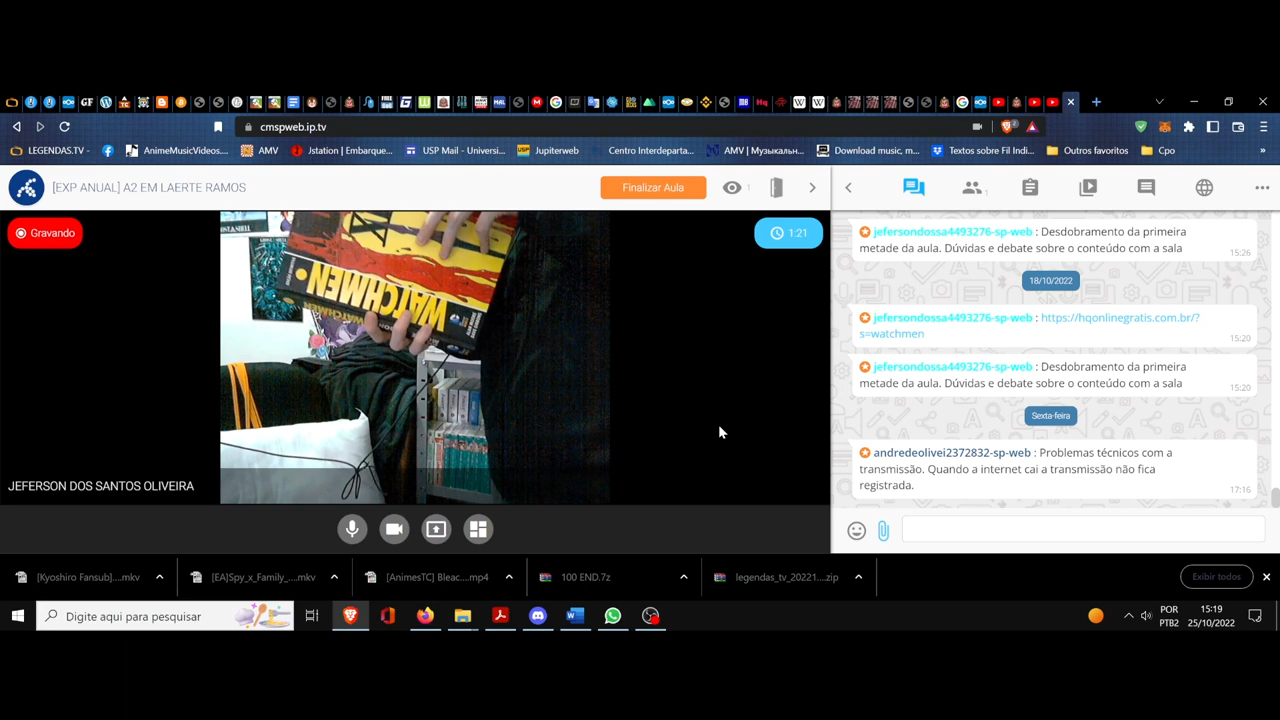 cmspweb.ip.tv
LEGENDAS.TV -
AnimeMusicVideos...
AMV
Jstation | Embarque...
USP Mail - Universi...
Jupiterweb
Centro Interdeparta...
AMV | Музыкальн...
Download music, m...
Textos sobre Fil Indi...
Outros favoritos
Cpo
»
[EXP ANUAL] A2 EM LAERTE RAMOS
Finalizar Aula
1
1
Gravando
1:21
WATCHMEN
WATCHMEN
JEFERSON DOS SANTOS OLIVEIRA
jefersondossa4493276-sp-web : Desdobramento da primeira
metade da aula. Dúvidas e debate sobre o conteúdo com a sala
15:26
18/10/2022
jefersondossa4493276-sp-web : https://hqonlinegratis.com.br/?
s=watchmen
15:20
jefersondossa4493276-sp-web : Desdobramento da primeira
metade da aula. Dúvidas e debate sobre o conteúdo com a sala
15:20
Sexta-feira
andredeolivei2372832-sp-web : Problemas técnicos com a
transmissão. Quando a internet cai a transmissão não fica
registrada.
17:16
[Kyoshiro Fansub]....mkv
[EA]Spy_x_Family_....mkv
[AnimesTC] Bleac....mp4
100 END.7z
legendas_tv_20221....zip
Exibir todos
Digite aqui para pesquisar
POR
PTB2
15:19
25/10/2022